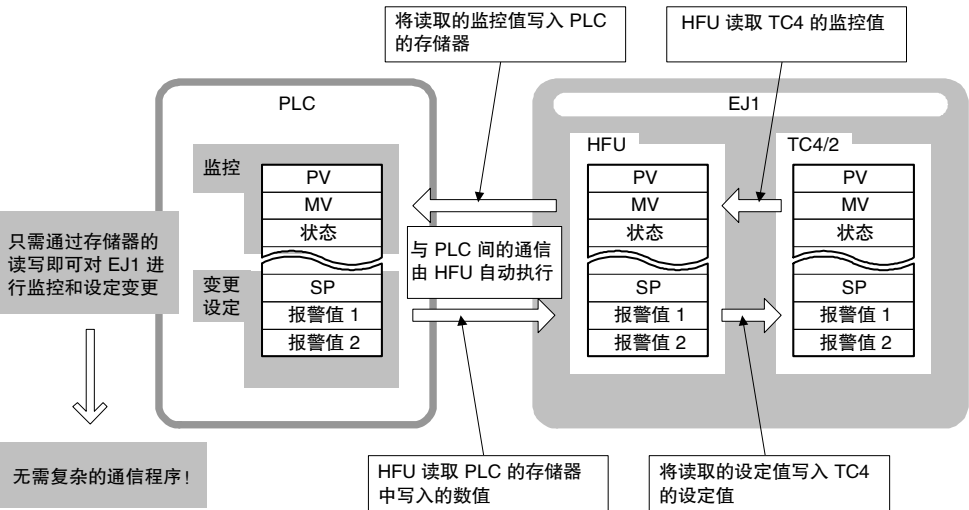 将读取的监控值写入 PLC
的存储器
HFU 读取 TC4 的监控值
PLC
EJ1
监控
PV
MV
状态
变更
设定
SP
报警值 1
报警值 2
与 PLC 间的通信
由 HFU 自动执行
HFU
PV
MV
状态
SP
报警值 1
报警值 2
TC4/2
PV
MV
状态
SP
报警值 1
报警值 2
只需通过存储器的
读写即可对 EJ1 进
行监控和设定变更
无需复杂的通信程序！
HFU 读取 PLC 的存储器
中写入的数值
将读取的设定值写入 TC4
的设定值